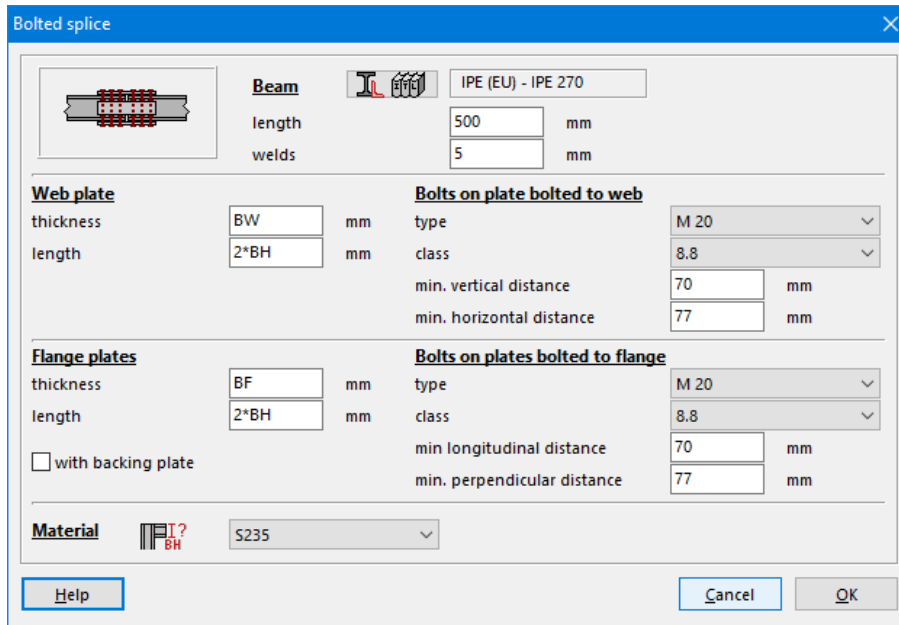 Bolted splice
Beam
IPE (EU) - IPE 270
length 500 mm
welds 5 mm
Web plate
thickness BW mm
length 2*BH mm
Bolts on plate bolted to web
type M 20
class 8.8
min. vertical distance 70 mm
min. horizontal distance 77 mm
Flange plates
thickness BF mm
length 2*BH mm
with backing plate
Bolts on plates bolted to flange
type M 20
class 8.8
min longitudinal distance 70 mm
min. perpendicular distance 77 mm
Material
I?
BH
S235
Help
Cancel
OK